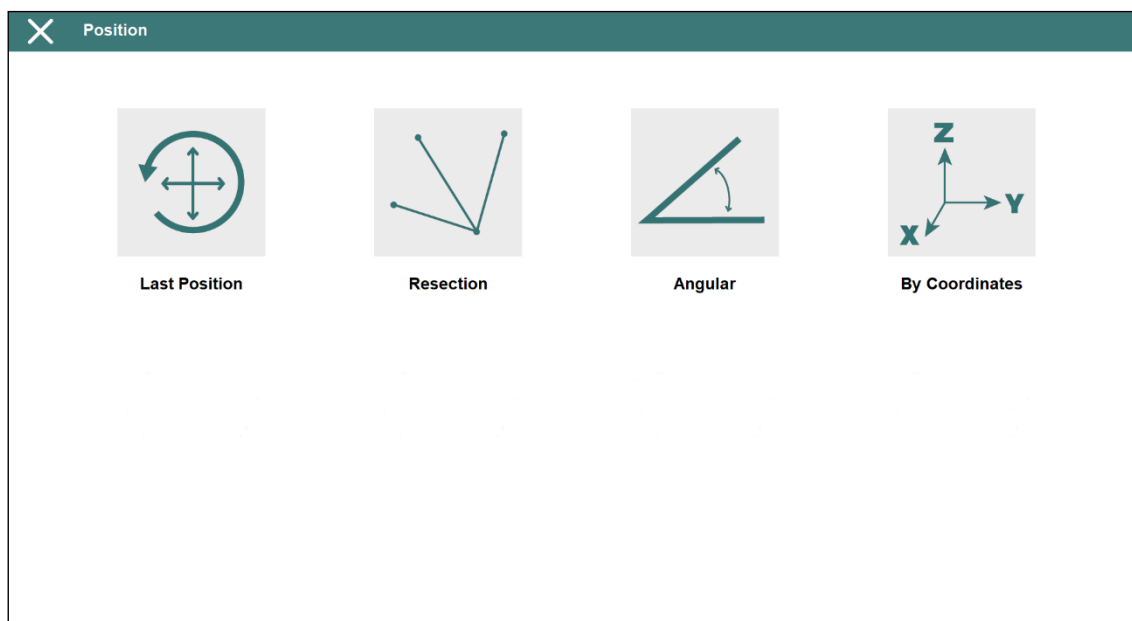 Position
Z
Y
X
Last Position
Resection
Angular
By Coordinates